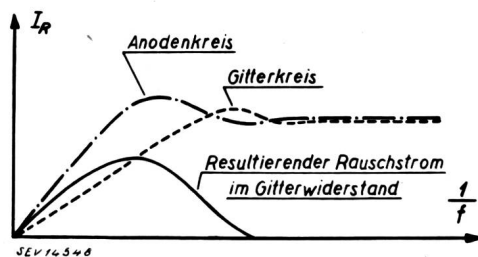 I_R
Anodenkreis
Gitterkreis
Resultierender Rauschstrom
im Gitterwiderstand
1/f
SEV14548